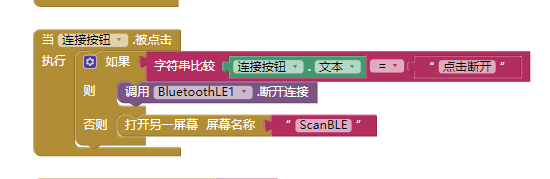 当 连接按钮 .被点击
执行 如果 字符串比较 连接按钮 . 文本 = “ 点击断开 ”
则 调用 BluetoothLE1 .断开连接
否则 打开另一屏幕 屏幕名称 “ ScanBLE ”